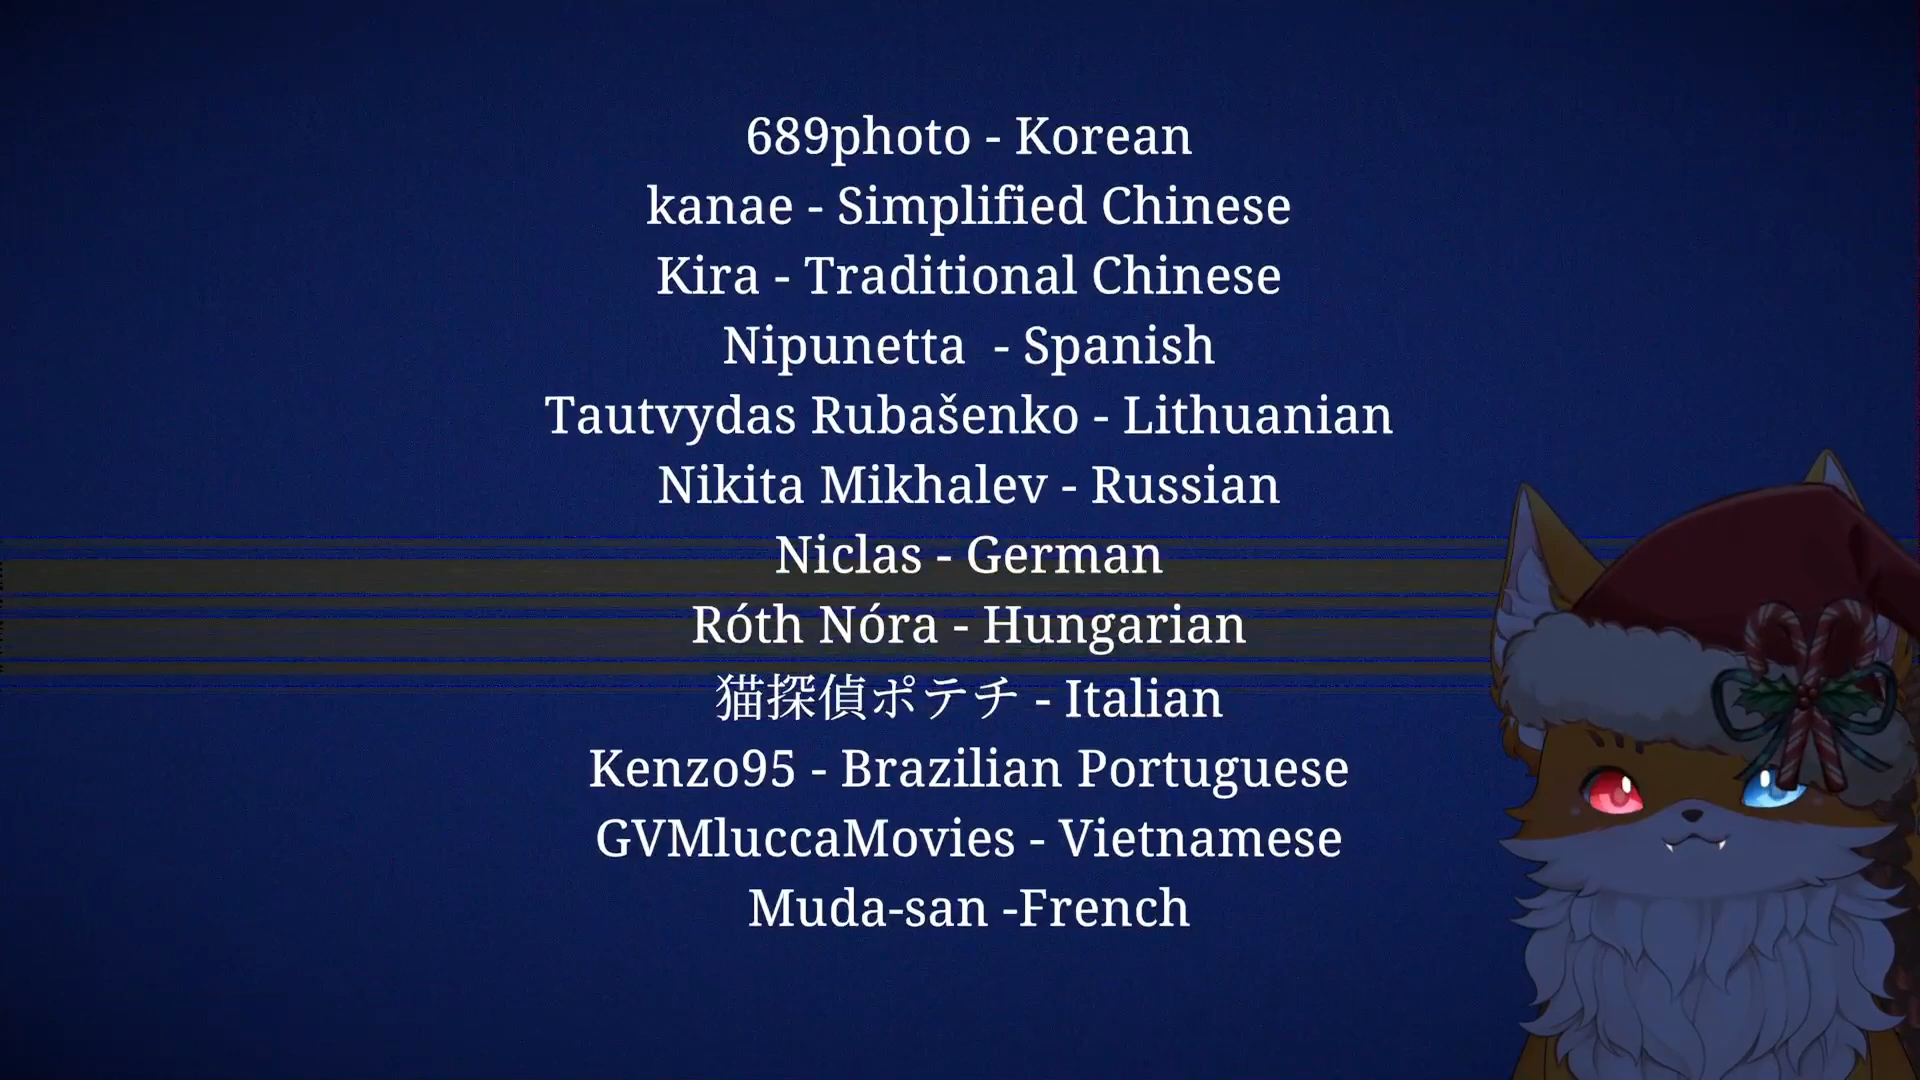 689photo - Korean
kanae - Simplified Chinese
Kira - Traditional Chinese
Nipunetta  - Spanish
Tautvydas Rubašenko - Lithuanian
Nikita Mikhalev - Russian
Niclas - German
Róth Nóra - Hungarian
猫探偵ポテチ - Italian
Kenzo95 - Brazilian Portuguese
GVMluccaMovies - Vietnamese
Muda-san -French